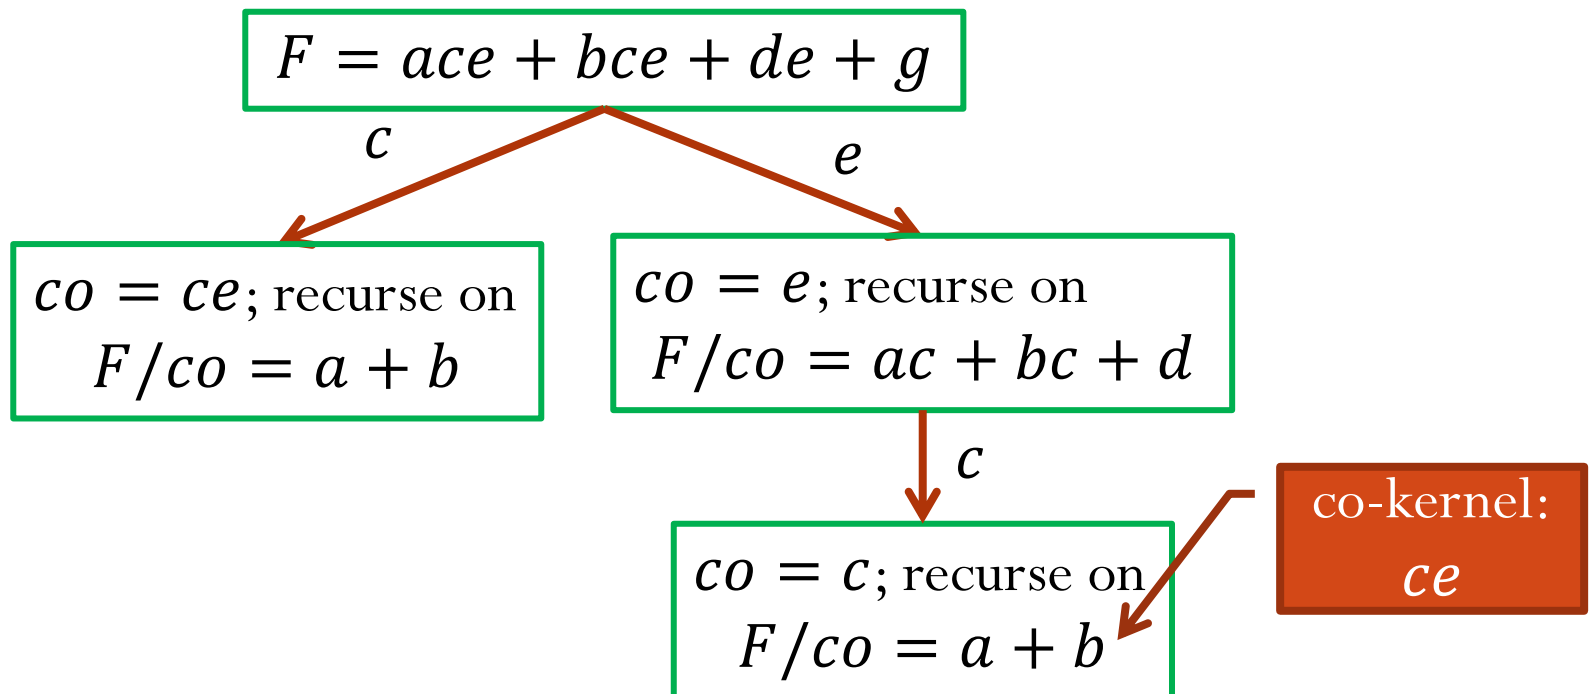 F = ace + bce + de + g
c
e
co = ce; recurse on
F/co = a + b
co = e; recurse on
F/co = ac + bc + d
c
co = c; recurse on
F/co = a + b
co-kernel:
ce